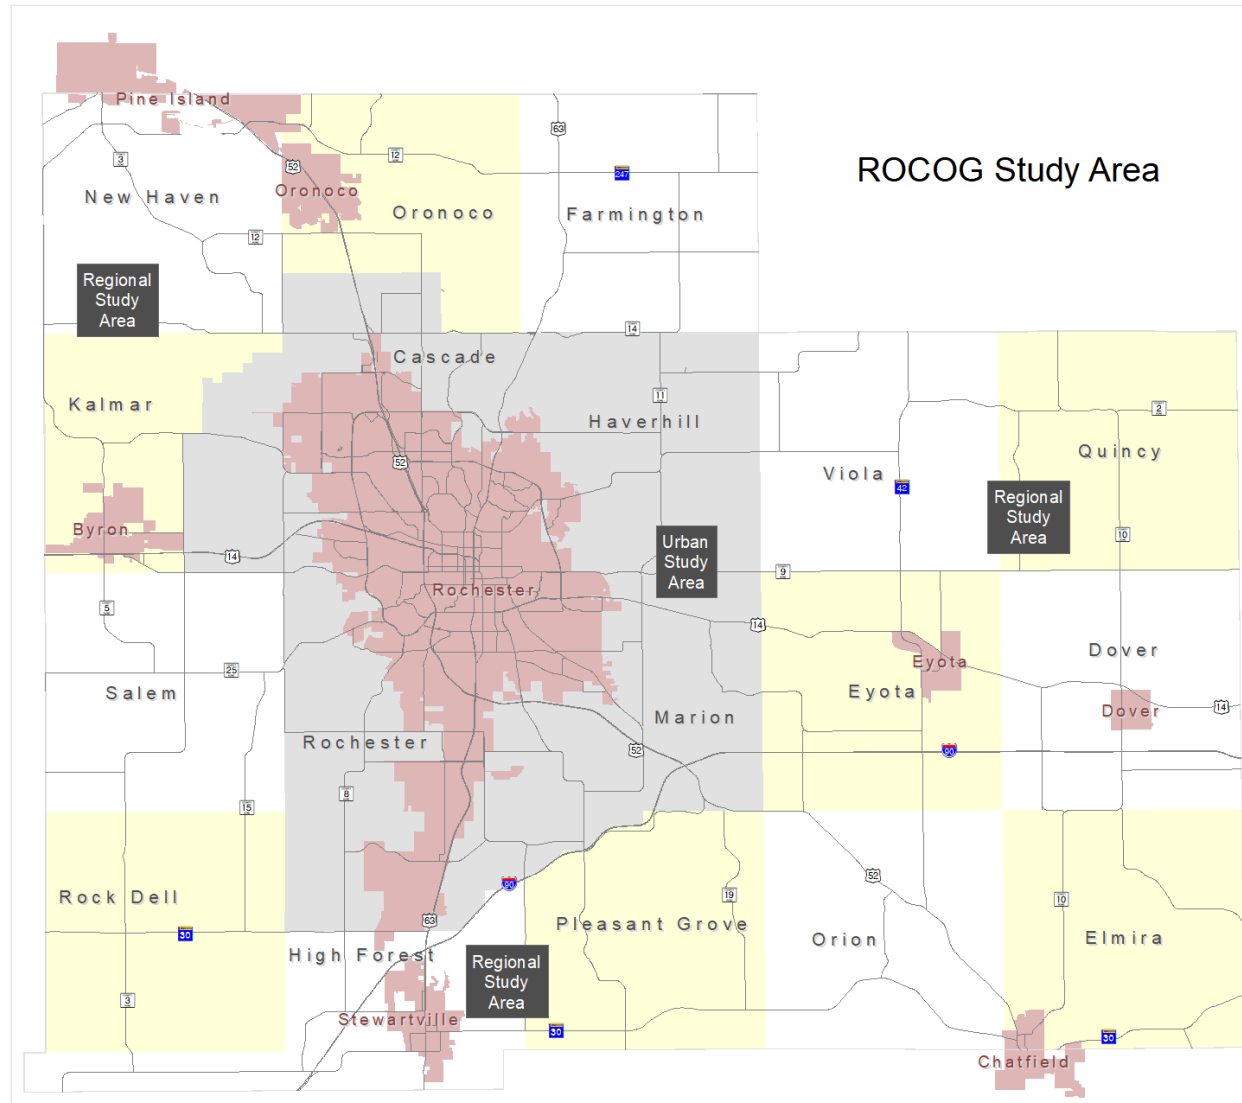 Pine Island
63
ROCOG Study Area
3
52
12
247
New Haven
Oronoco
Oronoco
Farmington
12
Regional
Study
Area
14
Cascade
Kalmar
11
Haverhill
2
Quincy
52
Viola
42
Regional
Study
Area
Byron
14
Urban
Study
Area
10
9
Rochester
5
14
Dover
Eyota
25
Salem
Eyota
Dover
14
Marion
Rochester
52
90
8
15
52
90
19
10
Rock Dell
63
Pleasant Grove
30
Orion
Elmira
High Forest
Regional
Study
Area
3
Stewartville
30
30
Chatfield